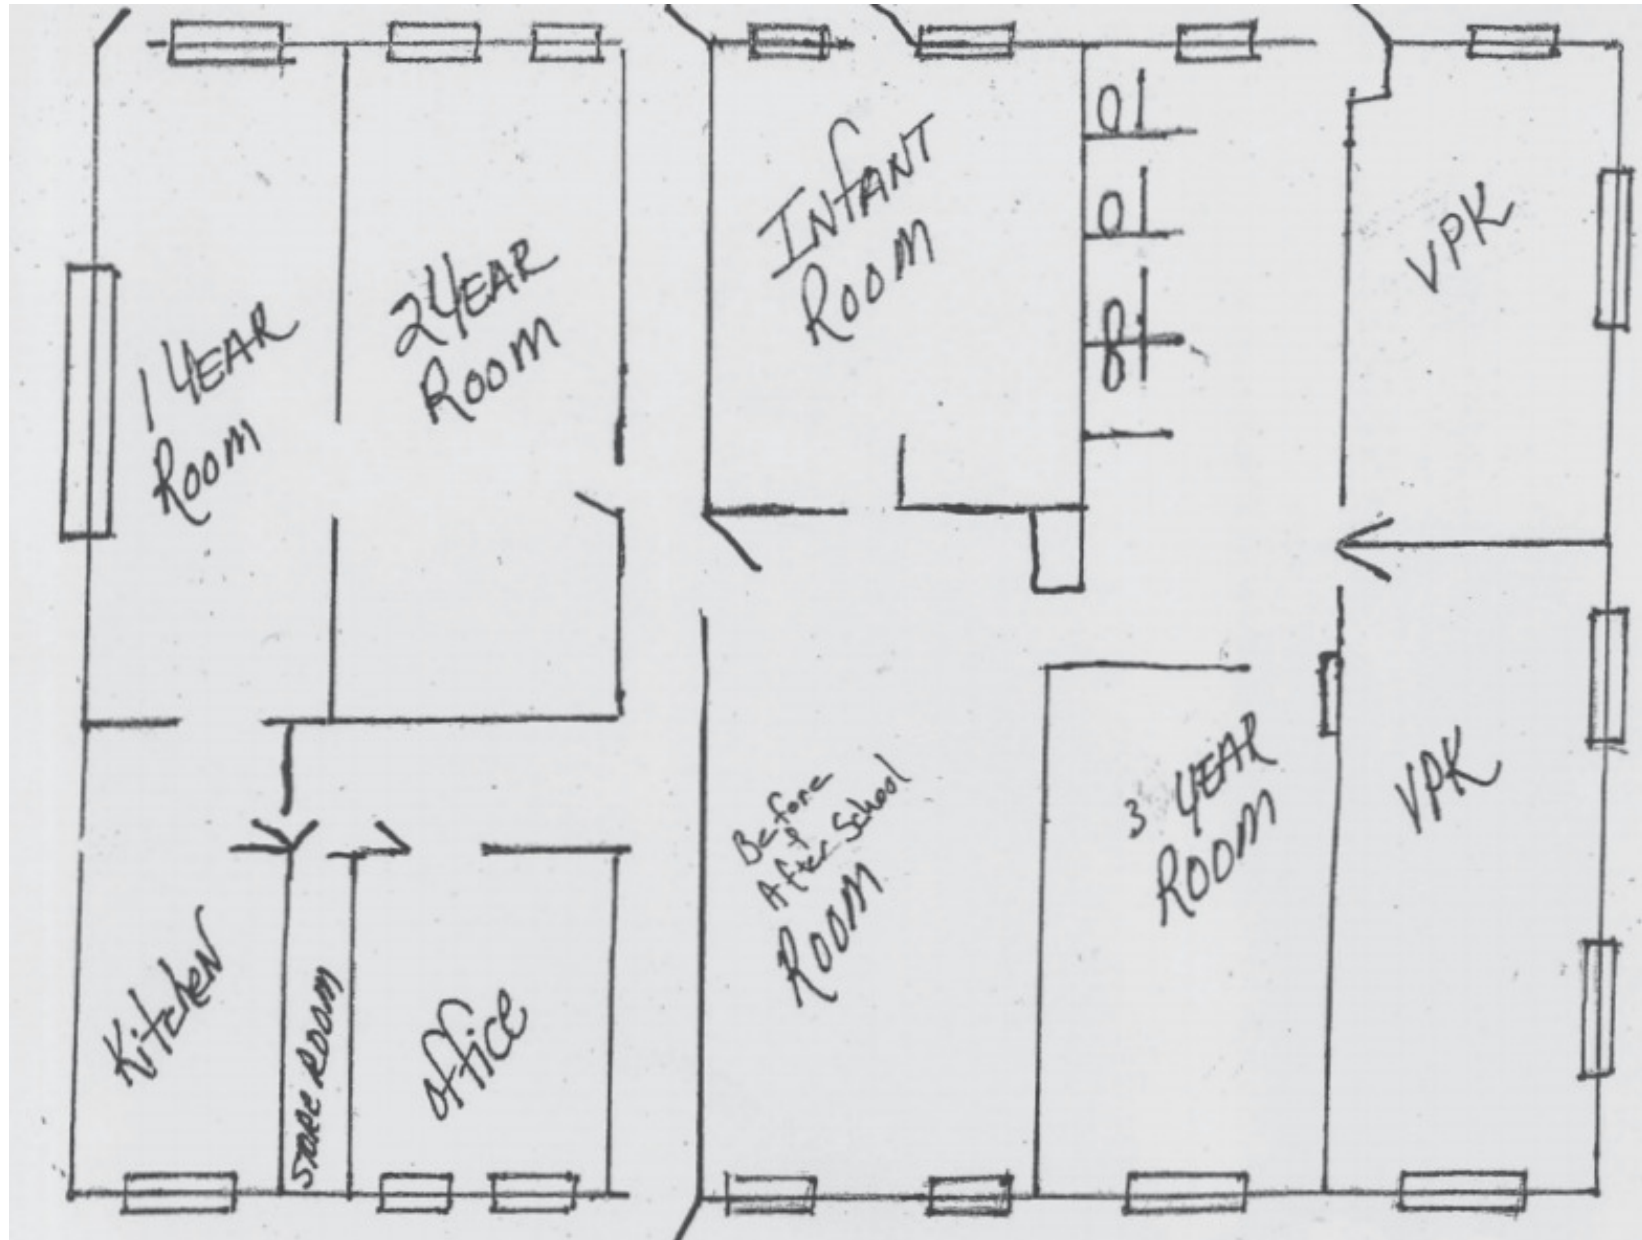 1 YEAR
ROOM
2 YEAR
ROOM
INfANT
ROOM
VPK
Before
+
After School
ROOM
3 YEAR
ROOM
VPK
Kitchen
STORE ROOM
office